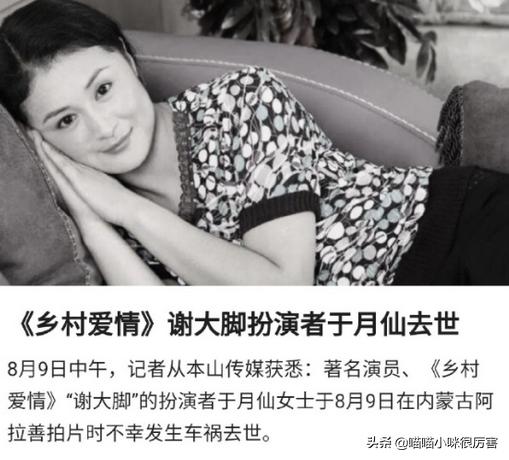 《乡村爱情》谢大脚扮演者于月仙去世
8月9日中午，记者从本山传媒获悉：著名演员、《乡村
爱情》“谢大脚”的扮演者于月仙女士于8月9日在内蒙古阿
拉善拍片时不幸发生车祸去世。
头条 @喵喵小咪很厉害